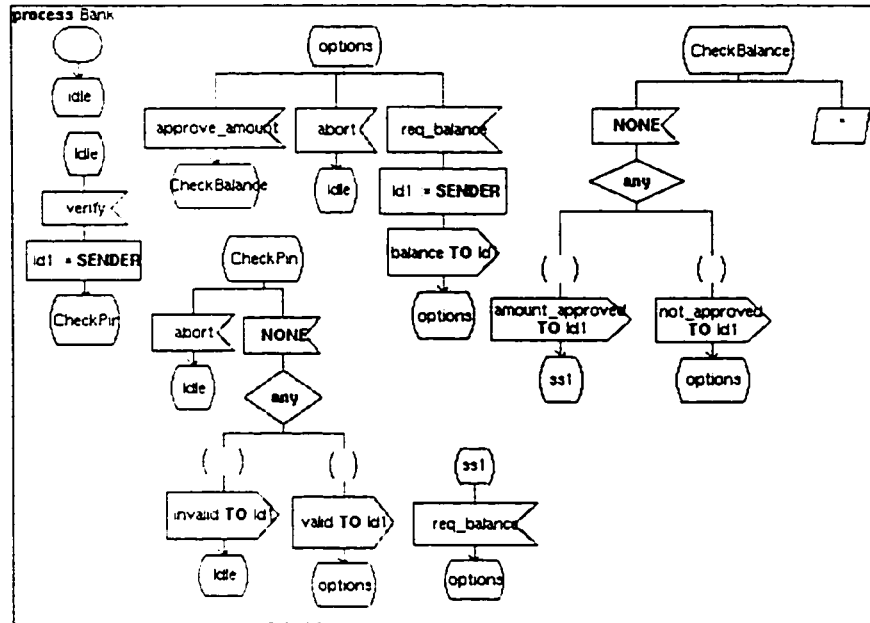 process Bank
idle
Idle
verify
Id1 = SENDER
CheckPin
options
approve_amount
CheckBalance
abort
Idle
req_balance
Id1 = SENDER
balance TO Id1
options
CheckBalance
NONE
*
any
( )
( )
amount_approved
TO Id1
not_approved
TO Id1
ss1
options
CheckPin
abort
NONE
Idle
any
( )
( )
invalid TO Id1
valid TO Id1
Idle
options
ss1
req_balance
options